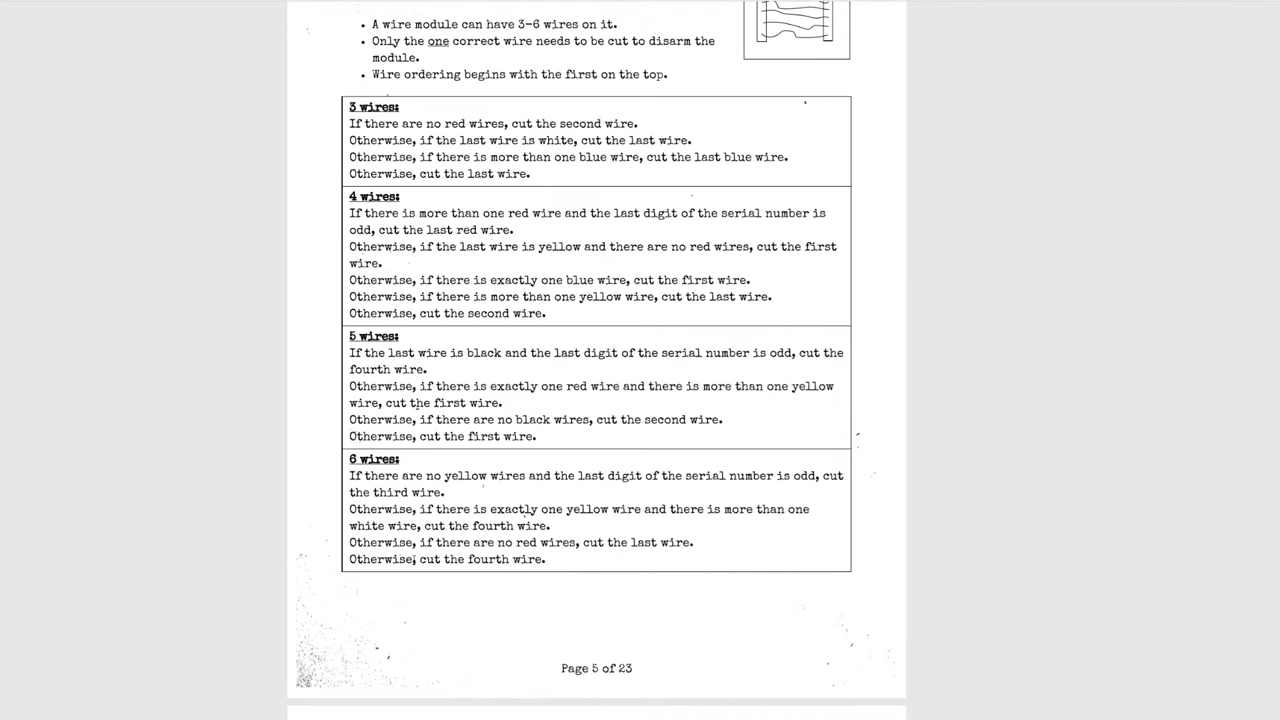 • A wire module can have 3-6 wires on it.
• Only the one correct wire needs to be cut to disarm the
module.
• Wire ordering begins with the first on the top.
3 wires:
If there are no red wires, cut the second wire.
Otherwise, if the last wire is white, cut the last wire.
Otherwise, if there is more than one blue wire, cut the last blue wire.
Otherwise, cut the last wire.
4 wires:
If there is more than one red wire and the last digit of the serial number is
odd, cut the last red wire.
Otherwise, if the last wire is yellow and there are no red wires, cut the first
wire.
Otherwise, if there is exactly one blue wire, cut the first wire.
Otherwise, if there is more than one yellow wire, cut the last wire.
Otherwise, cut the second wire.
5 wires:
If the last wire is black and the last digit of the serial number is odd, cut the
fourth wire.
Otherwise, if there is exactly one red wire and there is more than one yellow
wire, cut the first wire.
Otherwise, if there are no black wires, cut the second wire.
Otherwise, cut the first wire.
6 wires:
If there are no yellow wires and the last digit of the serial number is odd, cut
the third wire.
Otherwise, if there is exactly one yellow wire and there is more than one
white wire, cut the fourth wire.
Otherwise, if there are no red wires, cut the last wire.
Otherwise, cut the fourth wire.
Page 5 of 23